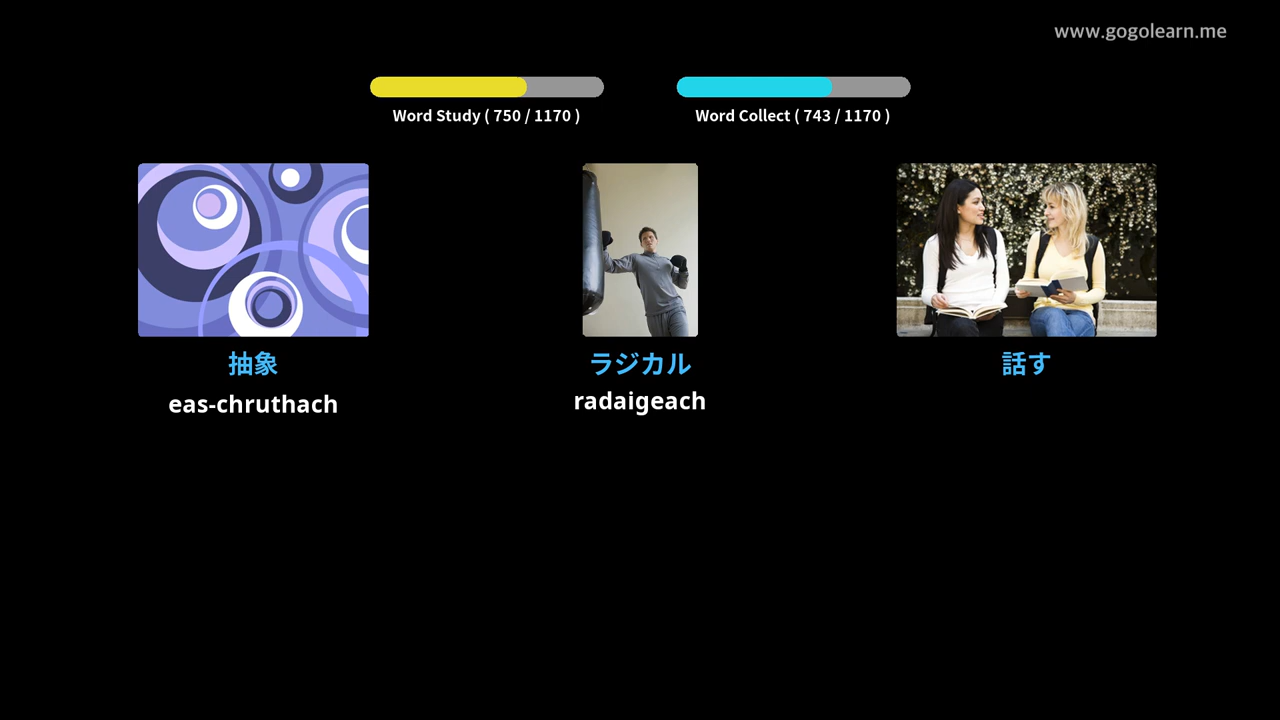 www.gogolearn.me
Word Study ( 750 / 1170 )
Word Collect ( 743 / 1170 )
抽象
ラジカル
話す
eas-chruthach
radaigeach